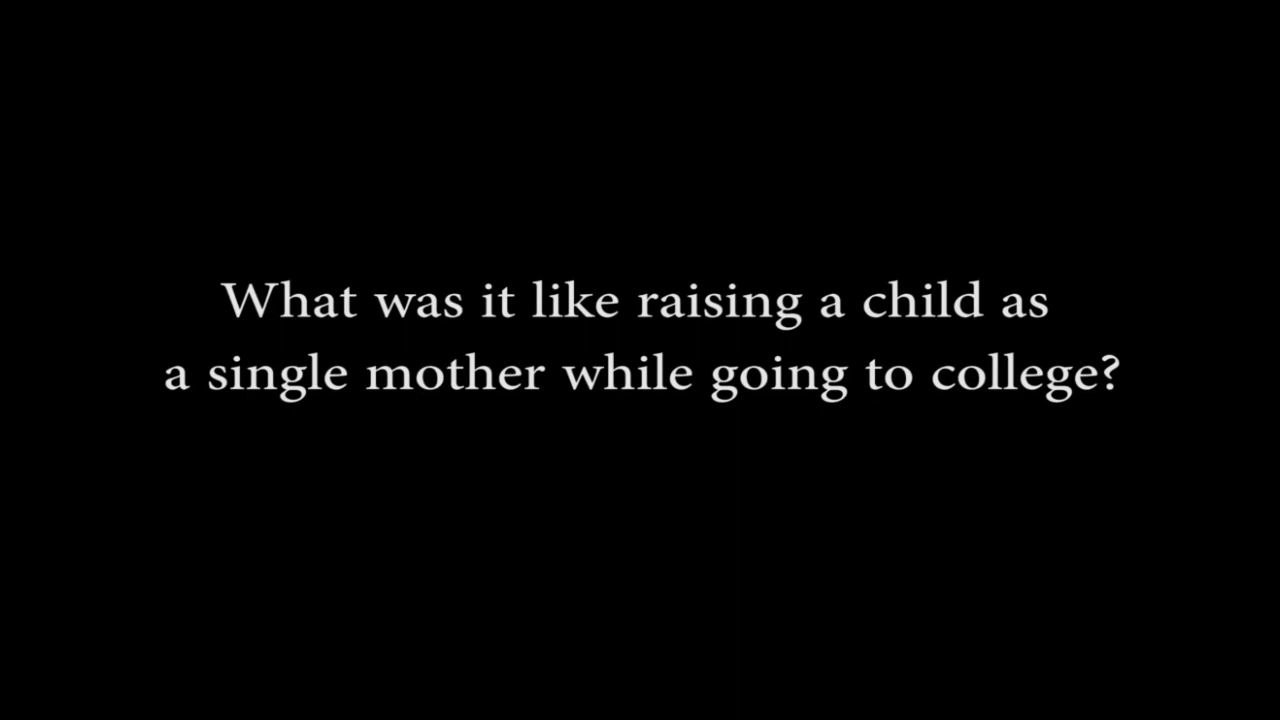 What was it like raising a child as
a single mother while going to college?